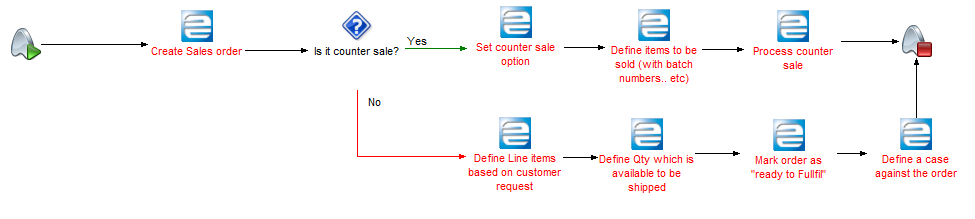 Create Sales order
Is it counter sale?
Yes
Set counter sale
option
Define items to be
sold (with batch
numbers.. etc)
Process counter
sale
No
Define Line items
based on customer
request
Define Qty which is
available to be
shipped
Mark order as
"ready to Fullfil"
Define a case
against the order